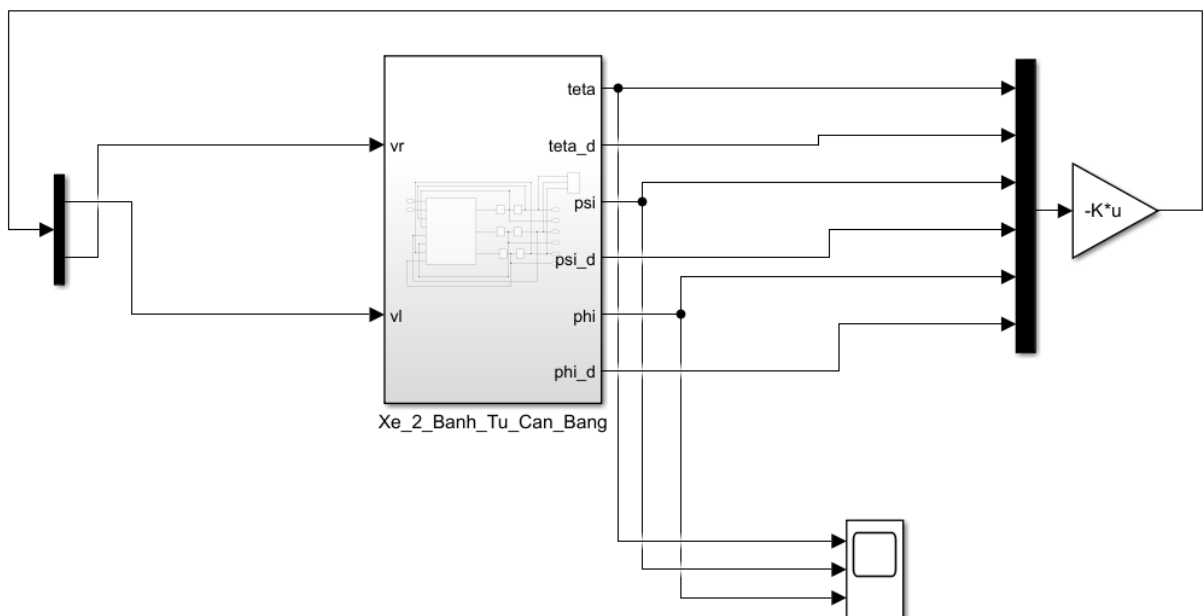 teta
vr
teta_d
psi
-K*u
psi_d
vl
phi
phi_d
Xe_2_Banh_Tu_Can_Bang